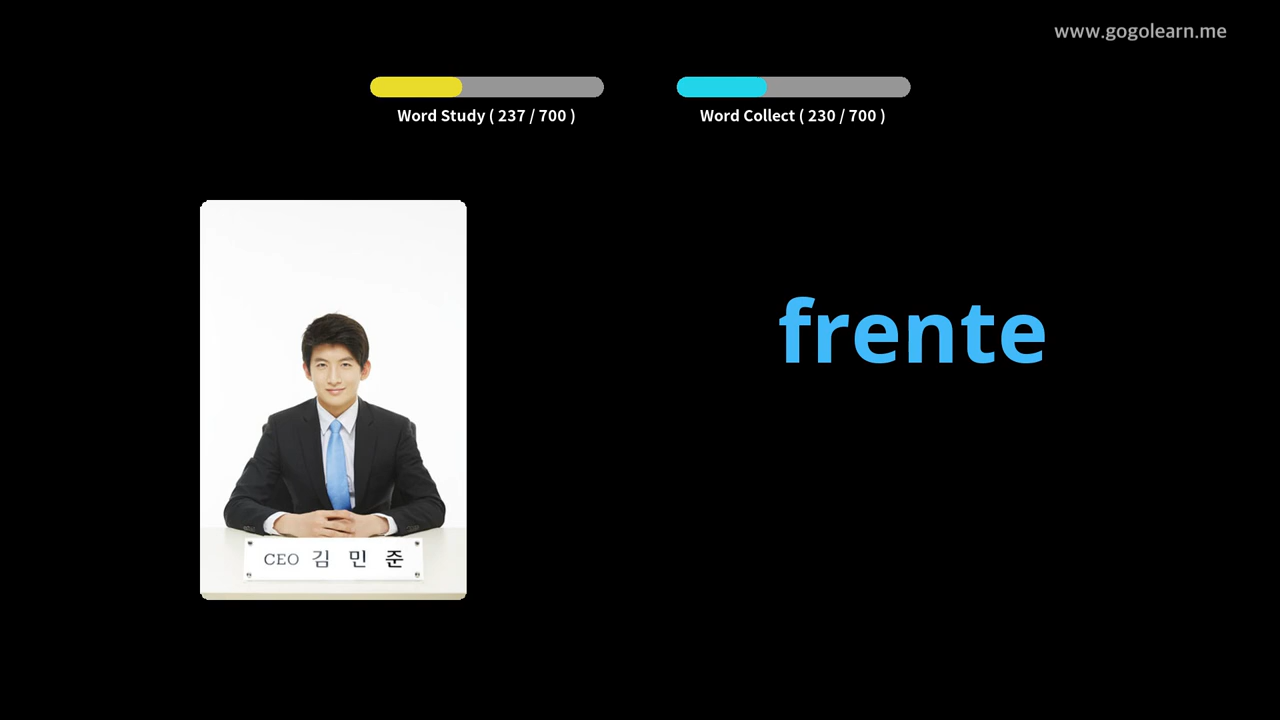 www.gogolearn.me
Word Study ( 237 / 700 )
Word Collect ( 230 / 700 )
frente
CEO 김 민 준